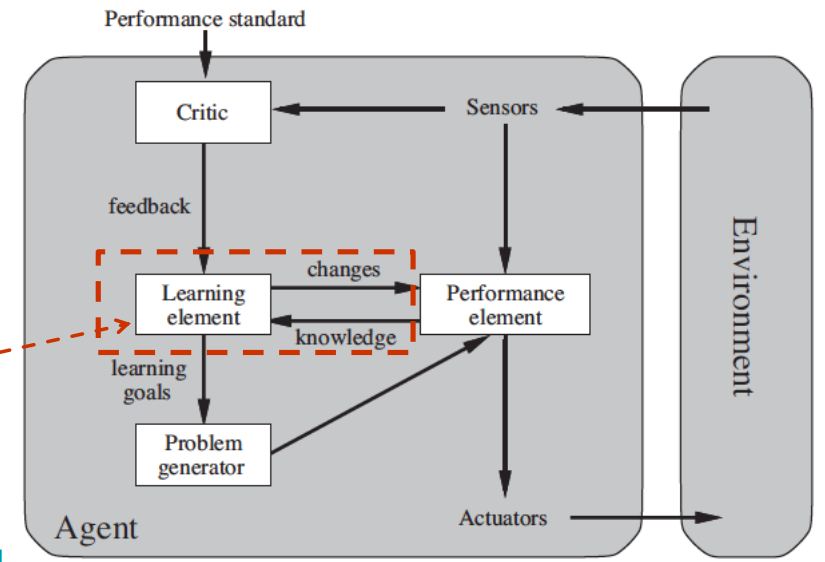 Performance standard
Critic
Sensors
feedback
changes
Learning
element
Performance
element
knowledge
learning
goals
Problem
generator
Agent
Actuators
Environment